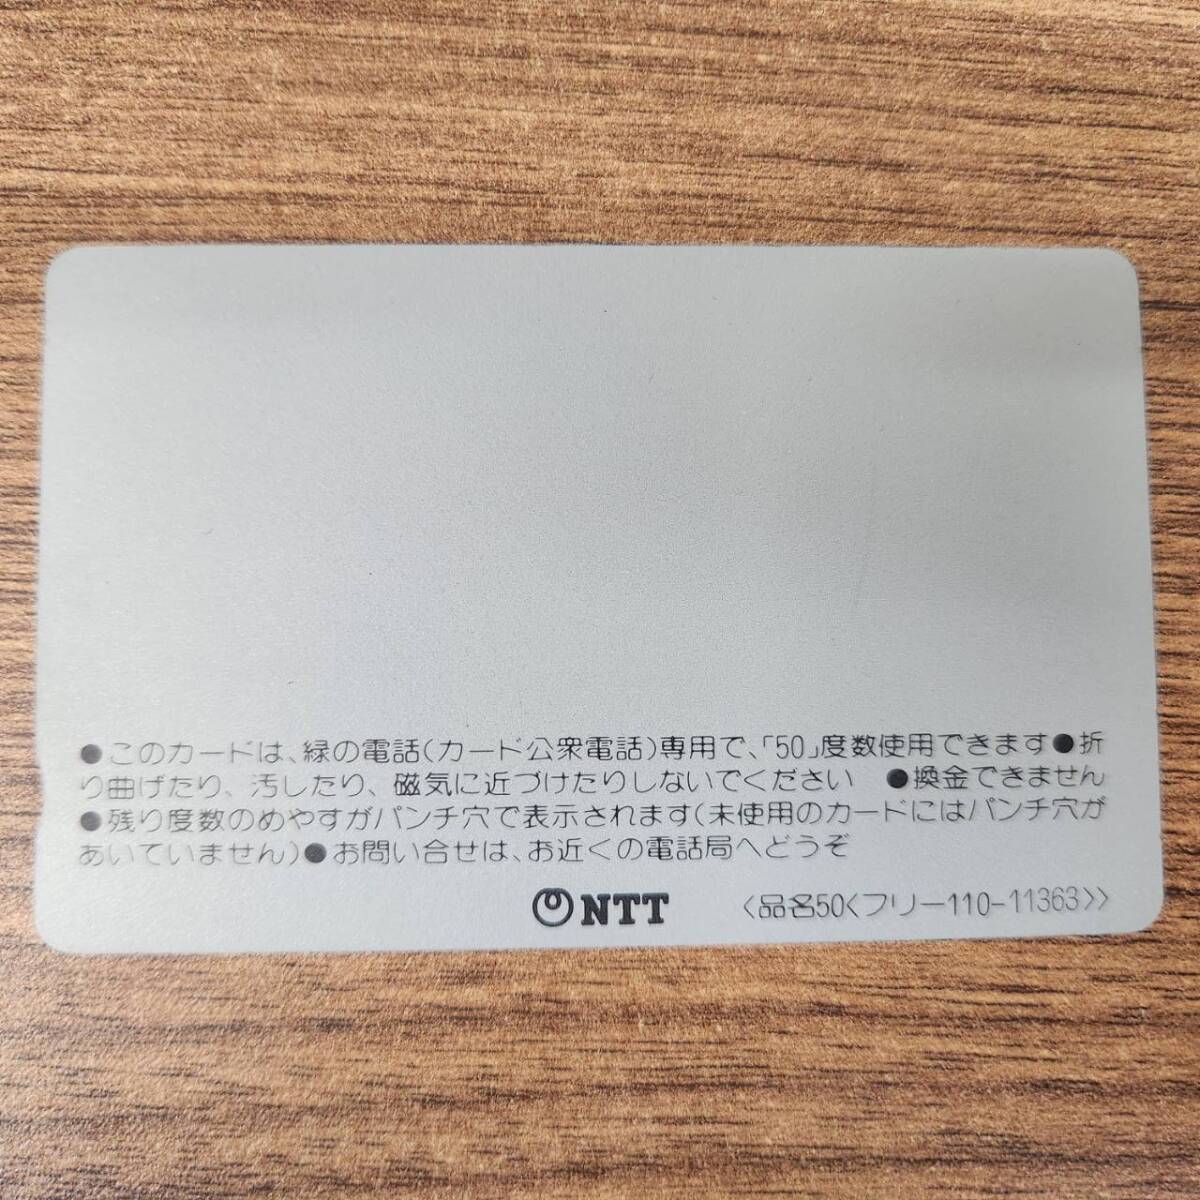 ●このカードは、緑の電話(カード公衆電話)専用で、「50」度数使用できます●折
り曲げたり、汚したり、磁気に近づけたりしないでください　●換金できません
●残り度数のめやすがパンチ穴で表示されます(未使用のカードにはパンチ穴が
あいていません)●お問い合せは、お近くの電話局へどうぞ
NTT 〈品名50〈フリー110-11363〉〉